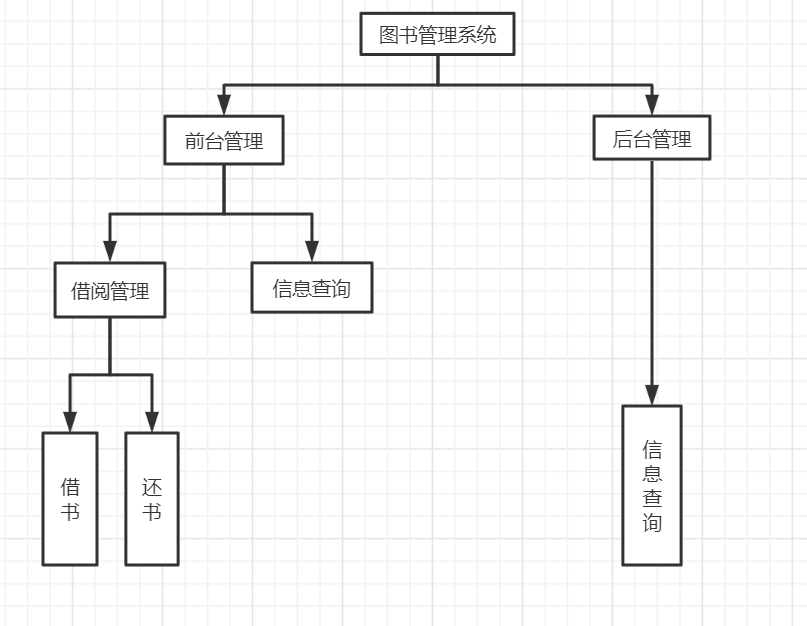 图书管理系统
前台管理
后台管理
借阅管理
信息查询
借书
还书
信息查询